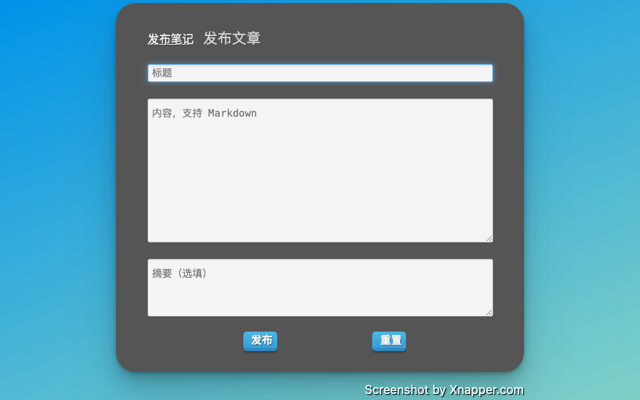 发布笔记 发布文章
标题
内容，支持 Markdown
摘要（选填）
发布 重置
Screenshot by Xnapper.com